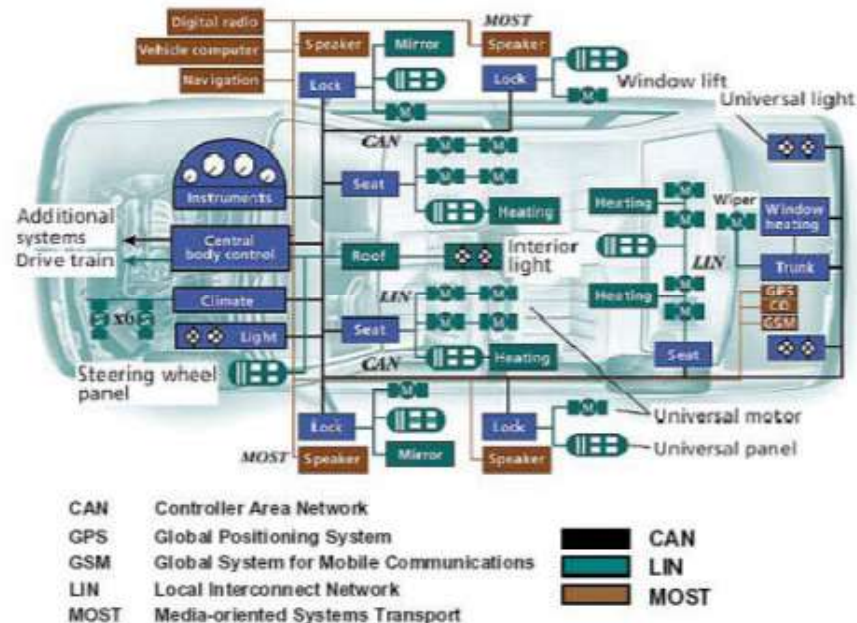 Digital radio
MOST
Vehicle computer
Speaker
Mirror
Speaker
Navigation
Lock
Lock
Window lift
M
M
Universal light
CAN
M
M
Seat
M
M
M
Instruments
Heating
Heating
M
Wiper
M
Window heating
Additional systems
Central body control
Roof
Interior light
LIN
Trunk
Drive train
M
GPS
Climate
LIN
M
M
Heating
M
CD
S x6 S
Seat
M
M
GSM
Light
CAN
Heating
Seat
Steering wheel panel
M
M
Universal motor
Lock
Lock
MOST
Speaker
Mirror
Speaker
Universal panel
CAN Controller Area Network
GPS Global Positioning System
GSM Global System for Mobile Communications
LIN Local Interconnect Network
MOST Media-oriented Systems Transport
CAN
LIN
MOST